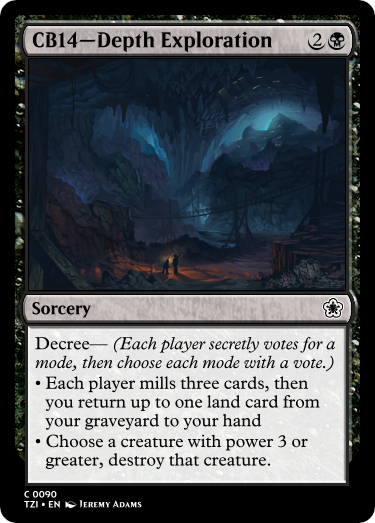 CB14—Depth Exploration 2
Sorcery
Decree— (Each player secretly votes for a
mode, then choose each mode with a vote.)
• Each player mills three cards, then
you return up to one land card from
your graveyard to your hand
• Choose a creature with power 3 or
greater, destroy that creature.
C 0090
TZI • EN Jeremy Adams